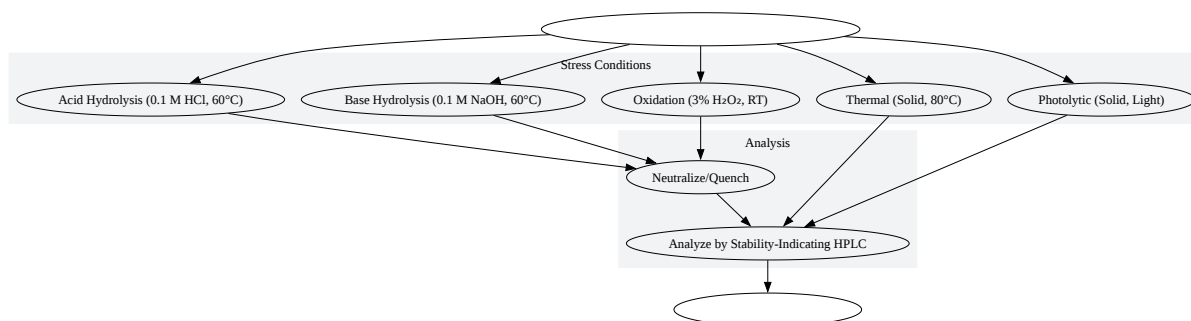 Stress Conditions
Acid Hydrolysis (0.1 M HCl, 60°C)
Base Hydrolysis (0.1 M NaOH, 60°C)
Oxidation (3% H₂O₂, RT)
Thermal (Solid, 80°C)
Photolytic (Solid, Light)
Analysis
Neutralize/Quench
Analyze by Stability-Indicating HPLC